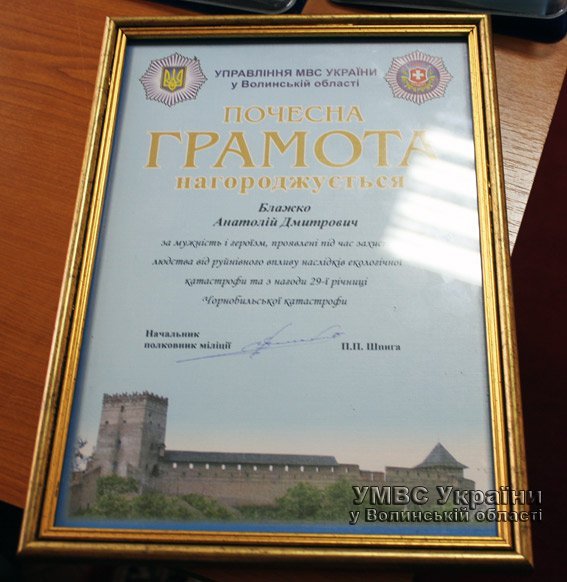 УПРАВЛІННЯ МВС УКРАЇНИ
у Волинській області
ПОЧЕСНА
ГРАМОТА
нагороджується
Блажко
Анатолій Дмитрович
за мужність і героїзм, проявлені під час
людства від руйнівного впливу наслідків екологічної
катастрофи та з нагоди 29-ї річниці
Чорнобильської катастрофи
Начальник
полковник міліції П.П. Шпига
УМВС України
у Волинській області